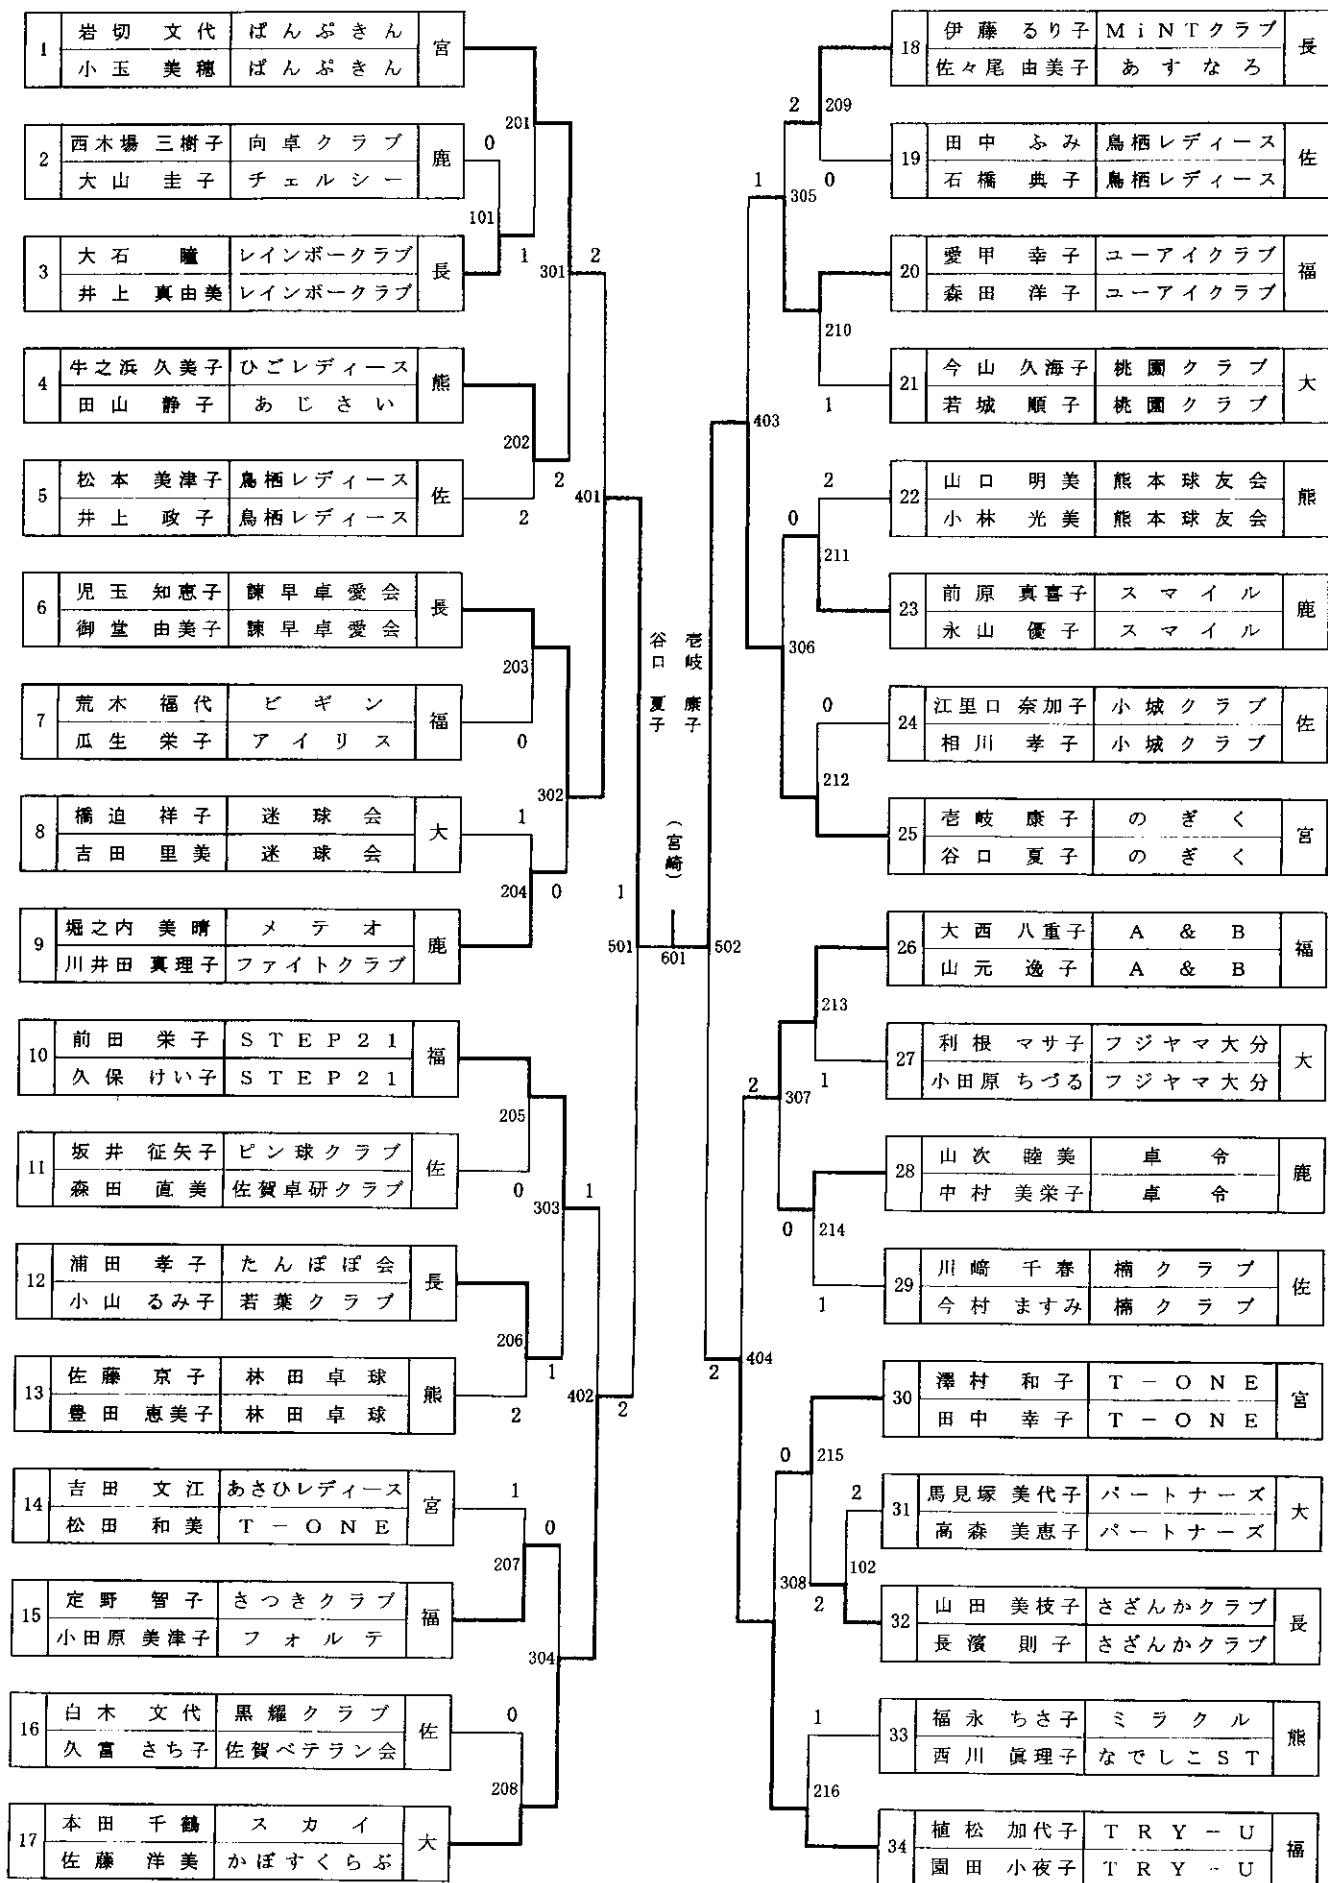 1 岩切 文代 ぱんぷきん 宮
小玉 美穂 ぱんぷきん
2 西木場 三樹子 向卓クラブ 鹿
大山 圭子 チェルシー
3 大石 瞳 レインボークラブ 長
井上 真由美 レインボークラブ
4 牛之浜 久美子 ひごレディース 熊
田山 静子 あじさい
5 松本 美津子 鳥栖レディース 佐
井上 政子 鳥栖レディース
6 児玉 知恵子 諫早卓愛会 長
御堂 由美子 諫早卓愛会
7 荒木 福代 ビギン 福
瓜生 栄子 アイリス
8 橋迫 祥子 迷球会 大
吉田 里美 迷球会
9 堀之内 美晴 メテオ 鹿
川井田 真理子 ファイトクラブ
10 前田 栄子 STEP21 福
久保 けい子 STEP21
11 坂井 征矢子 ピン球クラブ 佐
森田 直美 佐賀卓研クラブ
12 浦田 孝子 たんぽぽ会 長
小山 るみ子 若葉クラブ
13 佐藤 京子 林田卓球 熊
豊田 恵美子 林田卓球
14 吉田 文江 あさひレディース 宮
松田 和美 T-ONE
15 定野 智子 さつきクラブ 福
小田原 美津子 フォルテ
16 白木 文代 黒耀クラブ 佐
久富 さち子 佐賀ベテラン会
17 本田 千鶴 スカイ 大
佐藤 洋美 かぼすくらぶ
0
201
101
1
301
2
202
2
2
401
203
0
302
1
204
0
1
501
205
0
303
1
206
1
2
402
2
1
0
207
304
0
208
壱岐 康子
谷口 夏子
(宮崎)
601
18 伊藤 るり子 MiNTクラブ 長
佐々尾 由美子 あすなろ
19 田中 ふみ 鳥栖レディース 佐
石橋 典子 鳥栖レディース
20 愛甲 幸子 ユーアイクラブ 福
森田 洋子 ユーアイクラブ
21 今山 久海子 桃園クラブ 大
若城 順子 桃園クラブ
22 山口 明美 熊本球友会 熊
小林 光美 熊本球友会
23 前原 真喜子 スマイル 鹿
永山 優子 スマイル
24 江里口 奈加子 小城クラブ 佐
相川 孝子 小城クラブ
25 壱岐 康子 のぎく 宮
谷口 夏子 のぎく
26 大西 八重子 A&B 福
山元 逸子 A&B
27 利根 マサ子 フジヤマ大分 大
小田原 ちづる フジヤマ大分
28 山次 睦美 卓令 鹿
中村 美栄子 卓令
29 川﨑 千春 楠クラブ 佐
今村 ますみ 楠クラブ
30 澤村 和子 T-ONE 宮
田中 幸子 T-ONE
31 馬見塚 美代子 パートナーズ 大
高森 美恵子 パートナーズ
32 山田 美枝子 さざんかクラブ 長
長濱 則子 さざんかクラブ
33 福永 ちさ子 ミラクル 熊
西川 眞理子 なでしこST
34 植松 加代子 TRY-U 福
園田 小夜子 TRY-U
2
209
1
305
0
210
1
403
2
0
211
306
0
212
502
213
2
307
1
0
214
1
2
404
0
215
2
102
308
2
1
216